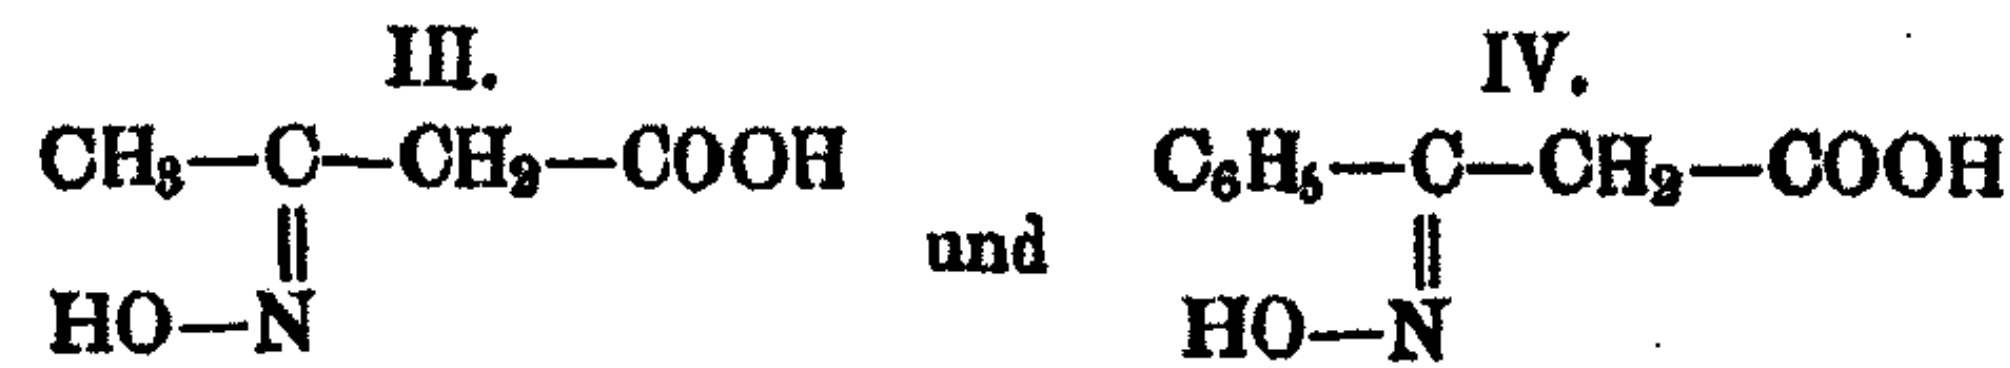 III. IV.
CH₃—C—CH₂—COOH C₆H₅—C—CH₂—COOH
|| und ||
HO—N HO—N